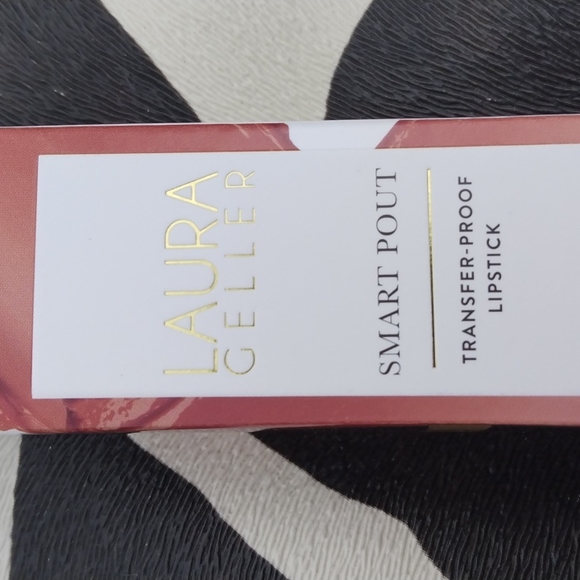 LAURA
GELLER
SMART POUT
TRANSFER-PROOF
LIPSTICK